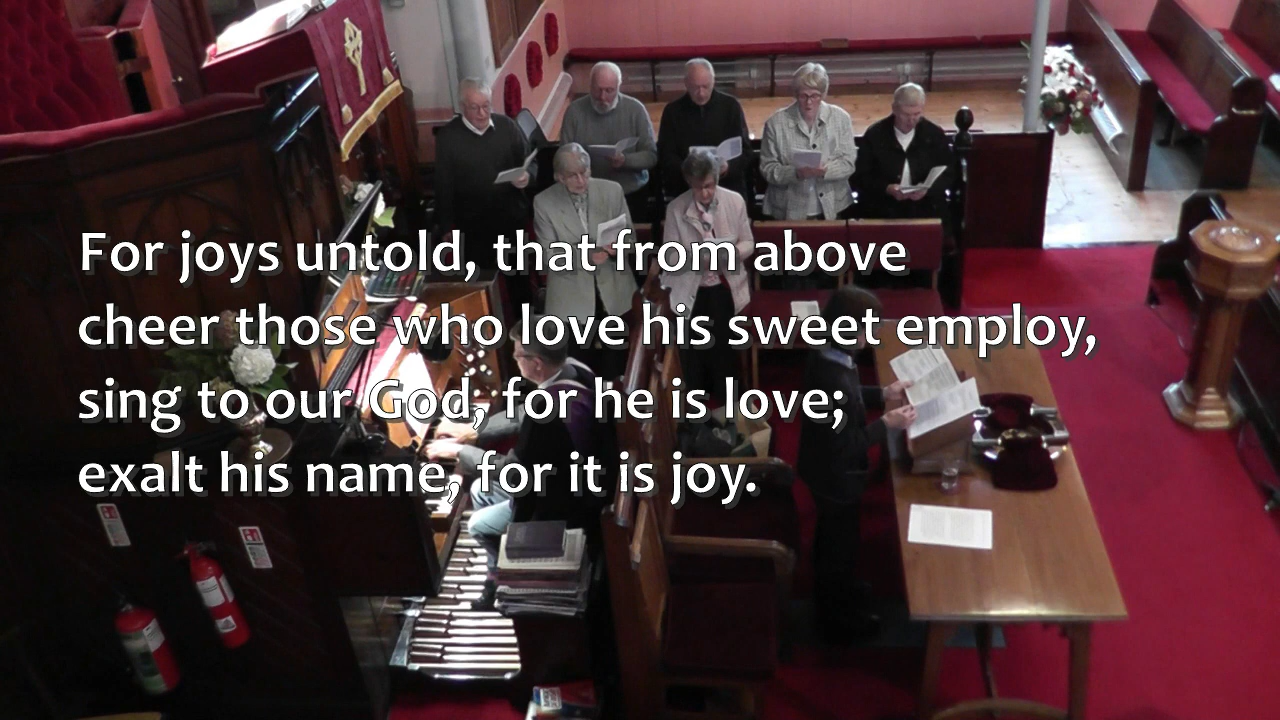 For joys untold, that from above
cheer those who love his sweet employ,
sing to our God, for he is love;
exalt his name, for it is joy.